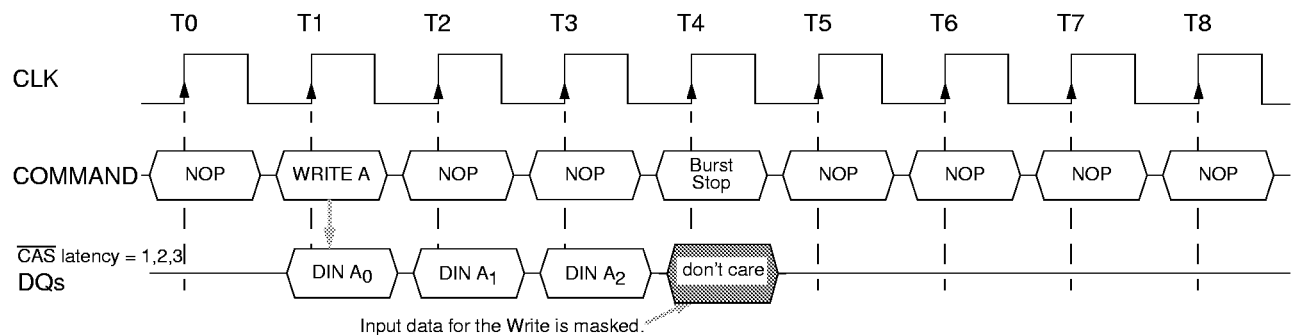 T0 T1 T2 T3 T4 T5 T6 T7 T8
CLK
COMMAND NOP WRITE A NOP NOP Burst Stop NOP NOP NOP NOP
CAS latency = 1,2,3
DQs DIN A0 DIN A1 DIN A2 don't care
Input data for the Write is masked.